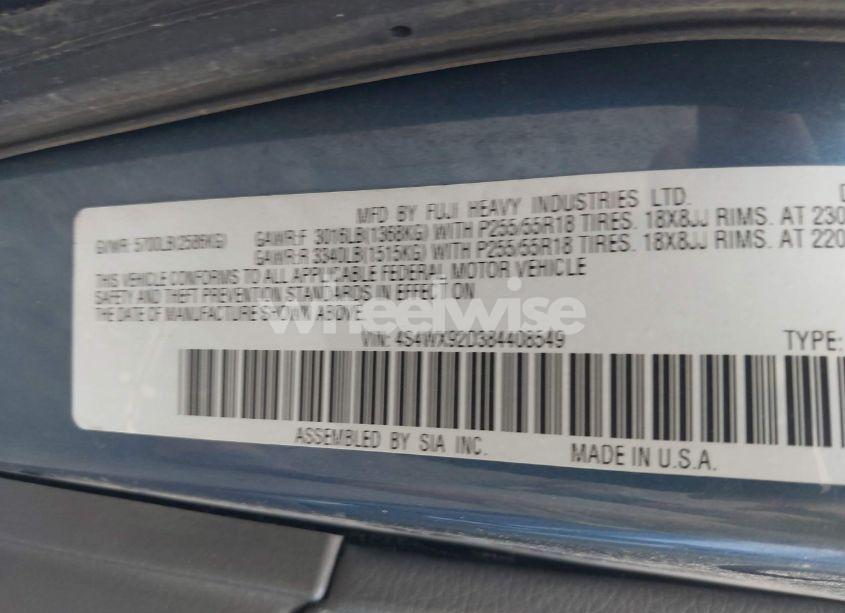 MFD BY FUJI HEAVY INDUSTRIES LTD.
GVWR: 5700LB(2586KG)
GAWR:F 3016LB(1368KG) WITH P255/55R18 TIRES. 18X8JJ RIMS. AT 230
GAWR:R 3340LB(1515KG) WITH P255/55R18 TIRES. 18X8JJ RIMS. AT 220
THIS VEHICLE CONFORMS TO ALL APPLICABLE FEDERAL MOTOR VEHICLE
SAFETY AND THEFT PREVENTION STANDARDS IN EFFECT ON
THE DATE OF MANUFACTURE SHOWN ABOVE.
wheelwise
VIN: 4S4WX92D384408549
TYPE:
ASSEMBLED BY SIA INC.
MADE IN U.S.A.